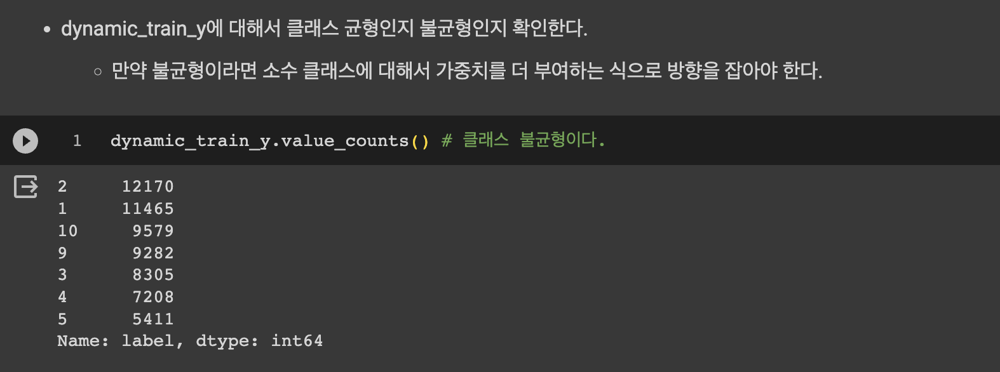 • dynamic_train_y에 대해서 클래스 균형인지 불균형인지 확인한다.
○ 만약 불균형이라면 소수 클래스에 대해서 가중치를 더 부여하는 식으로 방향을 잡아야 한다.
1 dynamic_train_y.value_counts() # 클래스 불균형이다.
2 12170
1 11465
10 9579
9 9282
3 8305
4 7208
5 5411
Name: label, dtype: int64